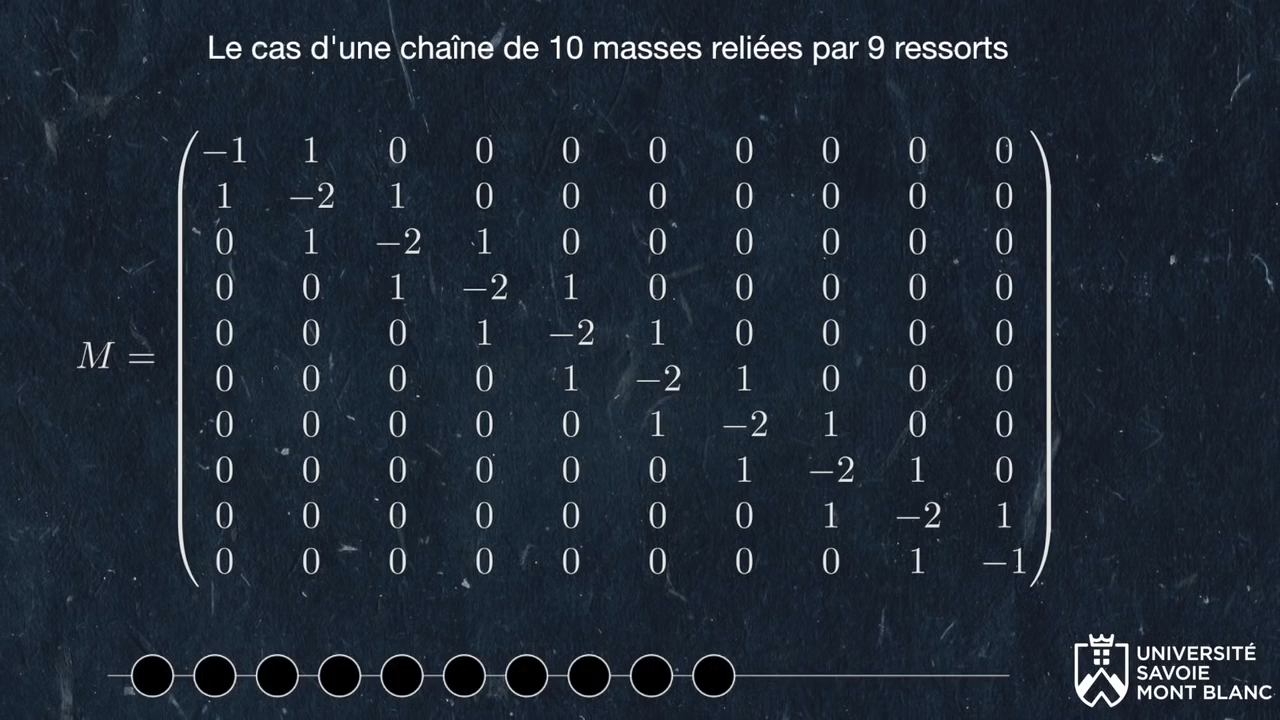 Le cas d'une chaîne de 10 masses reliées par 9 ressorts
−1 1 0 0 0 0 0 0 0 0
1 −2 1 0 0 0 0 0 0 0
0 1 −2 1 0 0 0 0 0 0
0 0 1 −2 1 0 0 0 0 0
0 0 0 1 −2 1 0 0 0 0
M =
0 0 0 0 1 −2 1 0 0 0
0 0 0 0 0 1 −2 1 0 0
0 0 0 0 0 0 1 −2 1 0
0 0 0 0 0 0 0 1 −2 1
0 0 0 0 0 0 0 0 1 −1
UNIVERSITÉ
SAVOIE
MONT BLANC